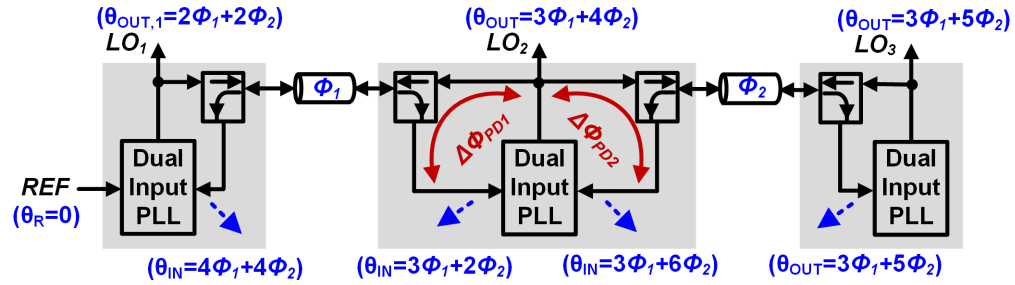 (θOUT,1=2Φ1+2Φ2)
(θOUT=3Φ1+4Φ2)
(θOUT=3Φ1+5Φ2)
LO1
LO2
LO3
Φ1
Φ2
ΔΦPD1
ΔΦPD2
Dual
Input
PLL
Dual
Input
PLL
Dual
Input
PLL
REF
(θR=0)
(θIN=4Φ1+4Φ2)
(θIN=3Φ1+2Φ2)
(θIN=3Φ1+6Φ2)
(θOUT=3Φ1+5Φ2)